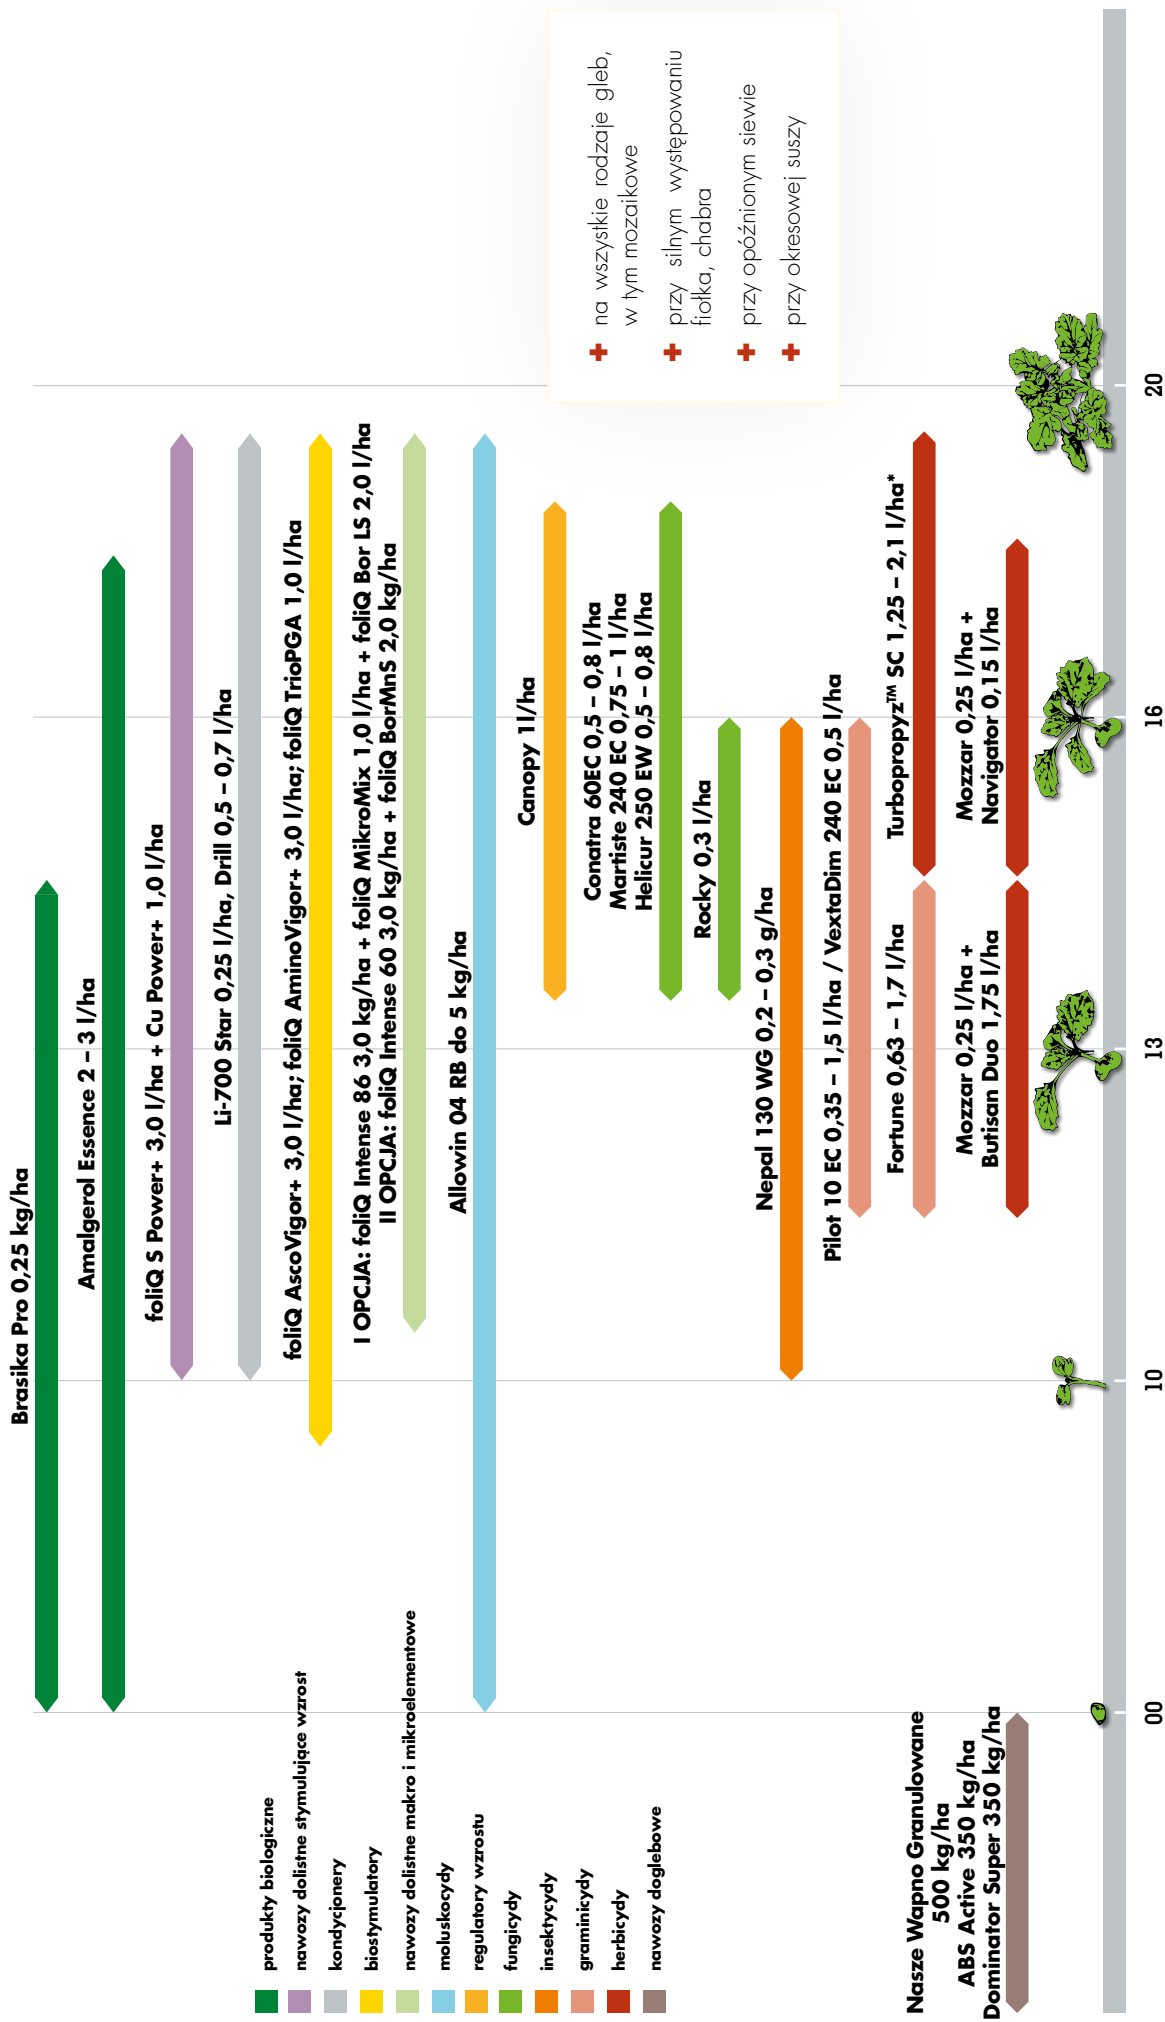 Brasika Pro 0,25 kg/ha
Amalgerol Essence 2 – 3 l/ha
foliQ S Power+ 3,0 l/ha + Cu Power+ 1,0 l/ha
Li-700 Star 0,25 l/ha, Drill 0,5 – 0,7 l/ha
foliQ AscoVigor+ 3,0 l/ha; foliQ AminoVigor+ 3,0 l/ha; foliQ TrioPGA 1,0 l/ha
I OPCJA: foliQ Intense 86 3,0 kg/ha + foliQ MikroMix 1,0 l/ha + foliQ Bor LS 2,0 l/ha
II OPCJA: foliQ Intense 60 3,0 kg/ha + foliQ BorMnS 2,0 kg/ha
Allowin 04 RB do 5 kg/ha
Canopy 1l/ha
Conatra 60EC 0,5 – 0,8 l/ha
Martiste 240 EC 0,75 – 1 l/ha
Helicur 250 EW 0,5 – 0,8 l/ha
Rocky 0,3 l/ha
Nepal 130 WG 0,2 – 0,3 g/ha
Pilot 10 EC 0,35 – 1,5 l/ha / VextaDim 240 EC 0,5 l/ha
Fortune 0,63 – 1,7 l/ha
Turbopropyz™ SC 1,25 – 2,1 l/ha*
Mozzar 0,25 l/ha +
Butisan Duo 1,75 l/ha
Mozzar 0,25 l/ha +
Navigator 0,15 l/ha
produkty biologiczne
nawozy dolistne stymulujące wzrost
kondycjonery
biostymulatory
nawozy dolistne makro i mikroelementowe
moluskocydy
regulatory wzrostu
fungicydy
insektycydy
graminicydy
herbicydy
nawozy doglebowe
Nasze Wapno Granulowane
500 kg/ha
ABS Active 350 kg/ha
Dominator Super 350 kg/ha
+ na wszystkie rodzaje gleb,
w tym mozaikowe
+ przy silnym występowaniu
fiołka, chabra
+ przy opóźnionym siewie
+ przy okresowej suszy
00
10
13
16
20